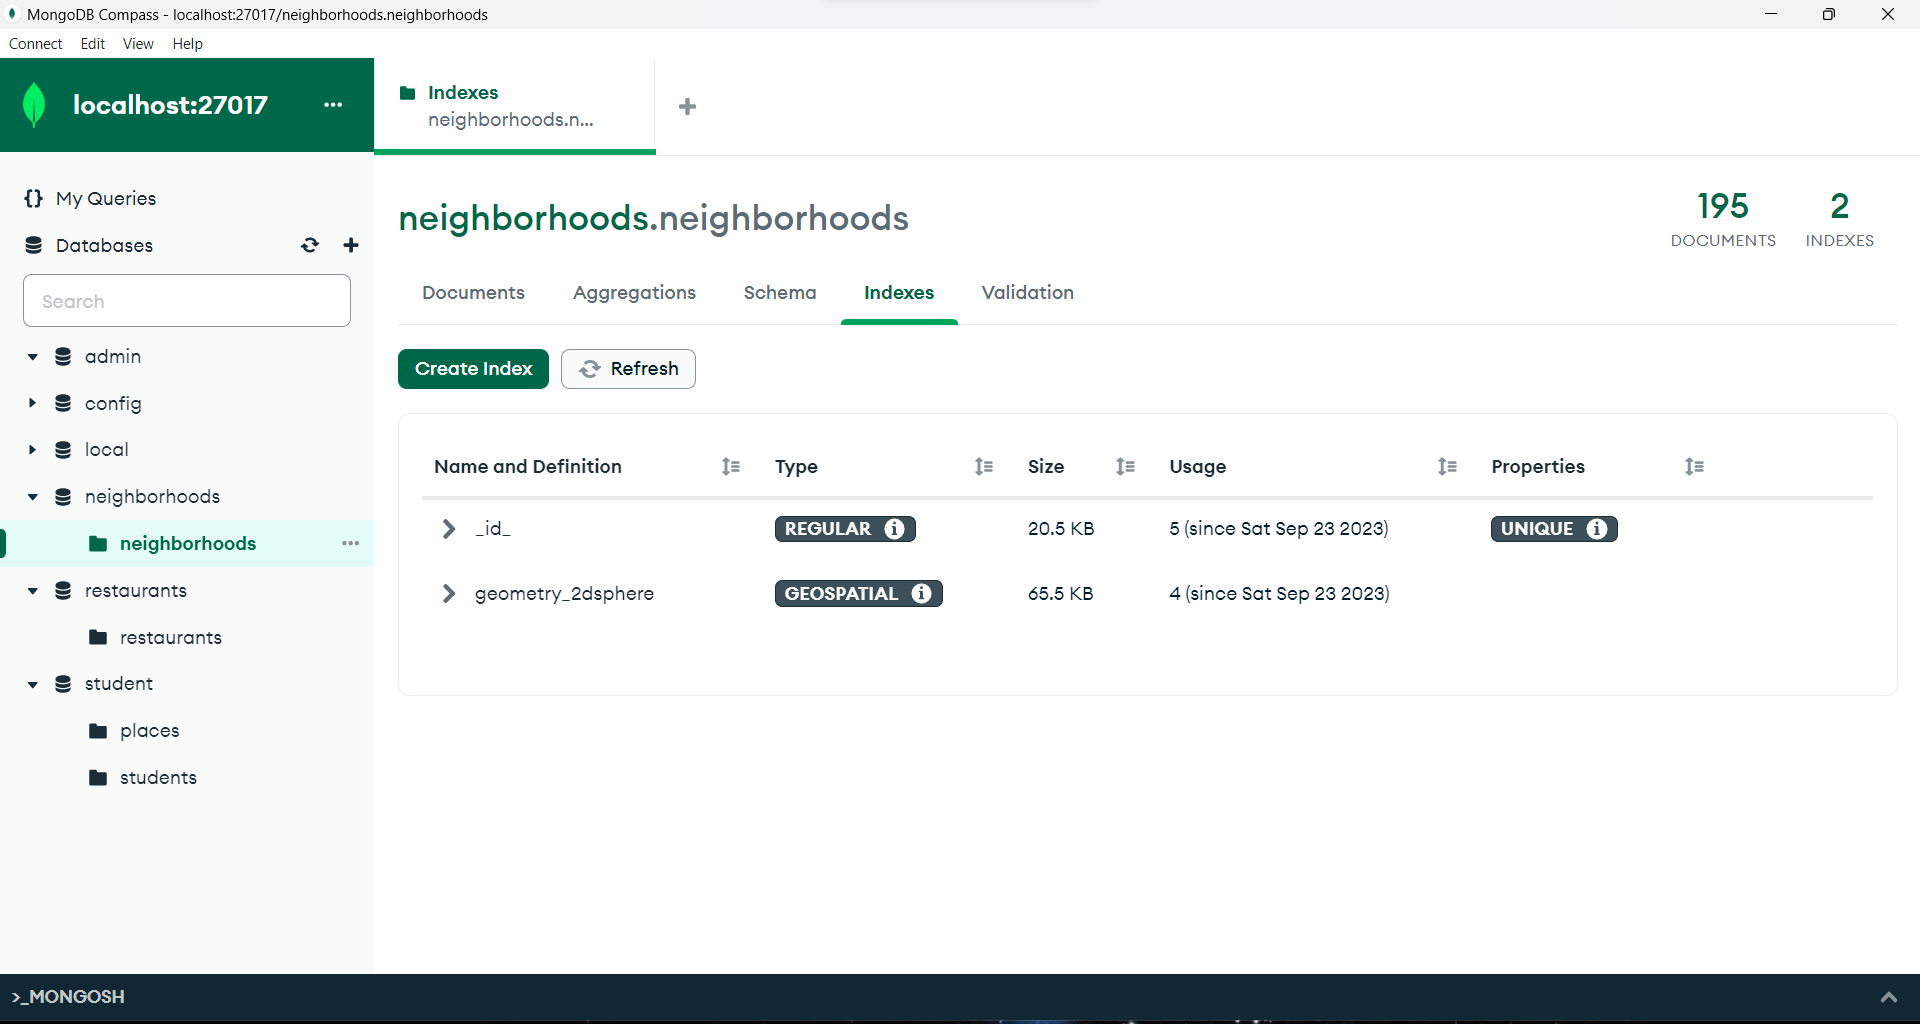 MongoDB Compass - localhost:27017/neighborhoods.neighborhoods
Connect Edit View Help
localhost:27017 ...
Indexes
neighborhoods.n...
My Queries
Databases
Search
admin
config
local
neighborhoods
neighborhoods ...
restaurants
restaurants
student
places
students
neighborhoods.neighborhoods
195 2
DOCUMENTS INDEXES
Documents Aggregations Schema Indexes Validation
Create Index Refresh
Name and Definition Type Size Usage Properties
_id_ REGULAR 20.5 KB 5 (since Sat Sep 23 2023) UNIQUE
geometry_2dsphere GEOSPATIAL 65.5 KB 4 (since Sat Sep 23 2023)
>_MONGOSH